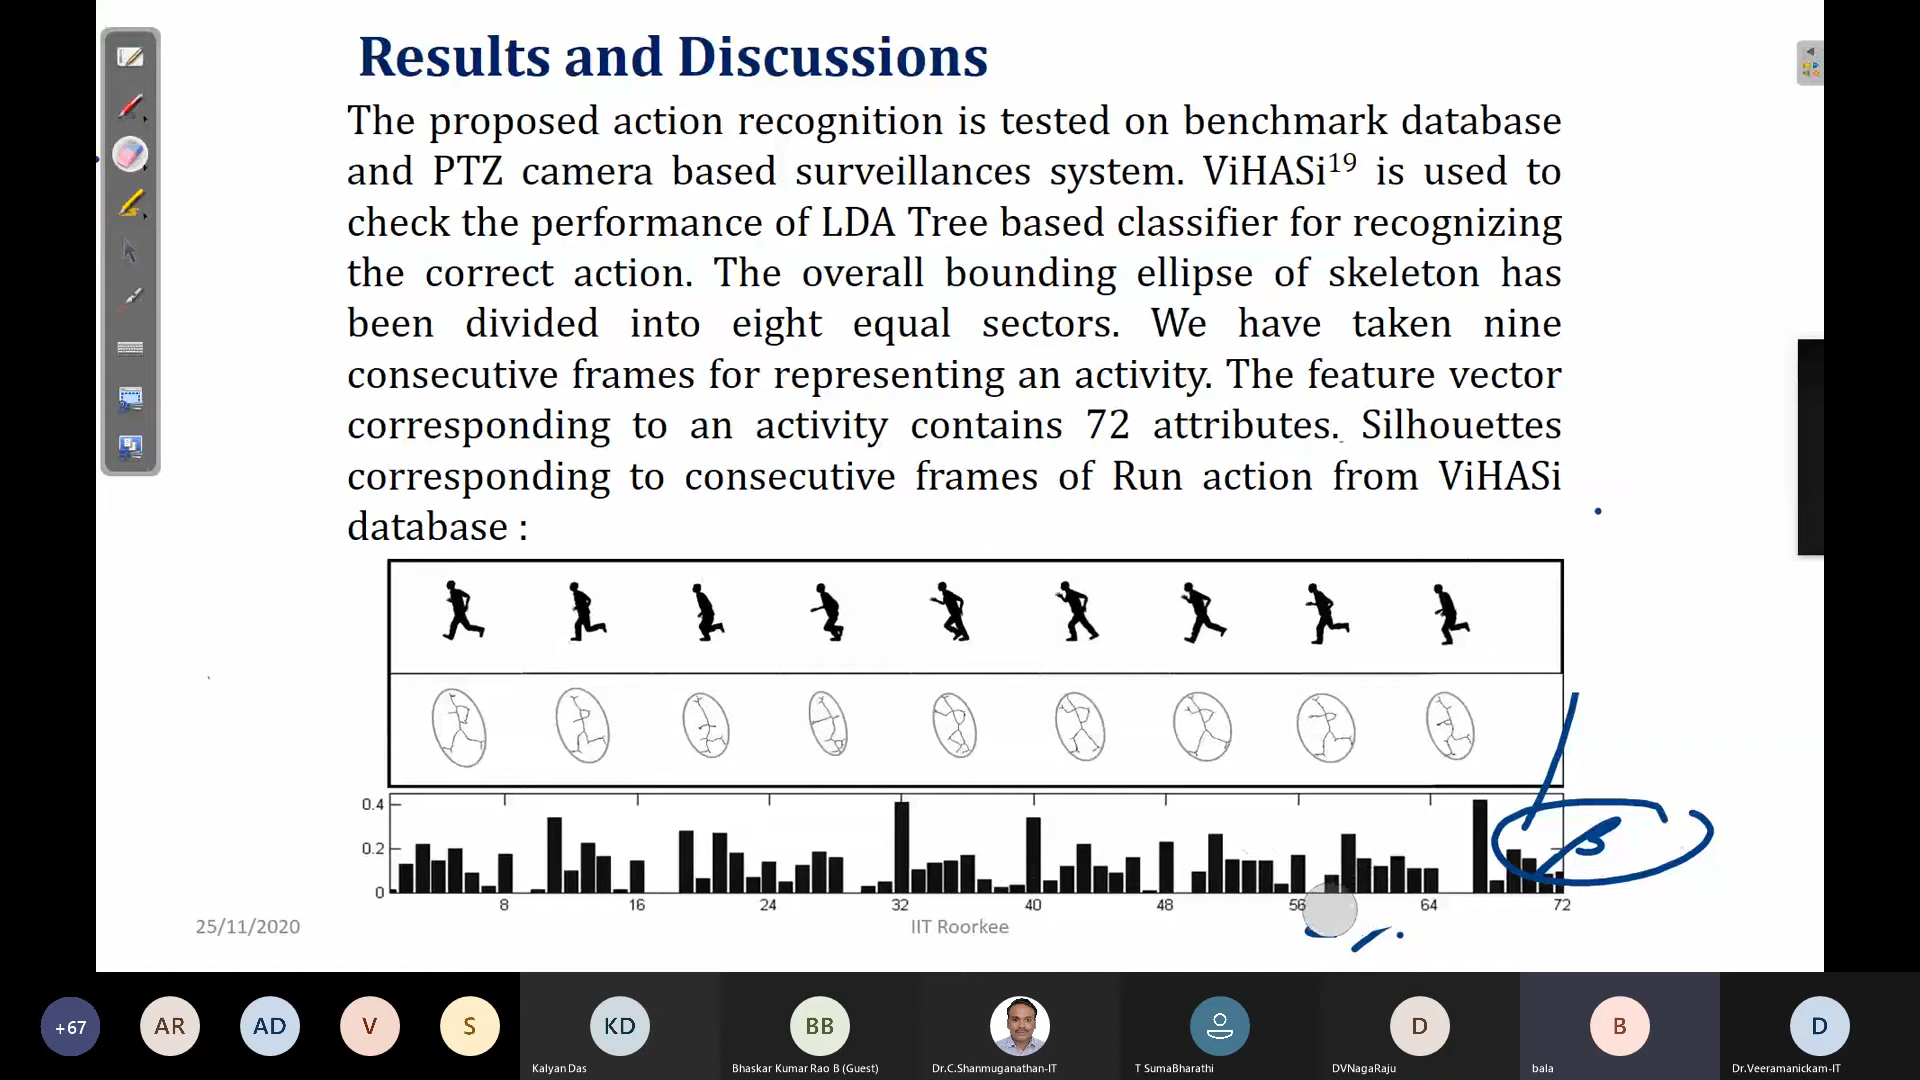 Results and Discussions
The proposed action recognition is tested on benchmark database
and PTZ camera based surveillances system. ViHASi19 is used to
check the performance of LDA Tree based classifier for recognizing
the correct action. The overall bounding ellipse of skeleton has
been divided into eight equal sectors. We have taken nine
consecutive frames for representing an activity. The feature vector
corresponding to an activity contains 72 attributes. Silhouettes
corresponding to consecutive frames of Run action from ViHASi
database :
0.4
0.2
0
8 16 24 32 40 48 56 64 72
25/11/2020
IIT Roorkee
+67
AR
AD
V
S
KD
BB
D
B
D
Kalyan Das
Bhaskar Kumar Rao B (Guest)
Dr.C.Shanmuganathan-IT
T SumaBharathi
DVNagaRaju
bala
Dr.Veeramanickam-IT